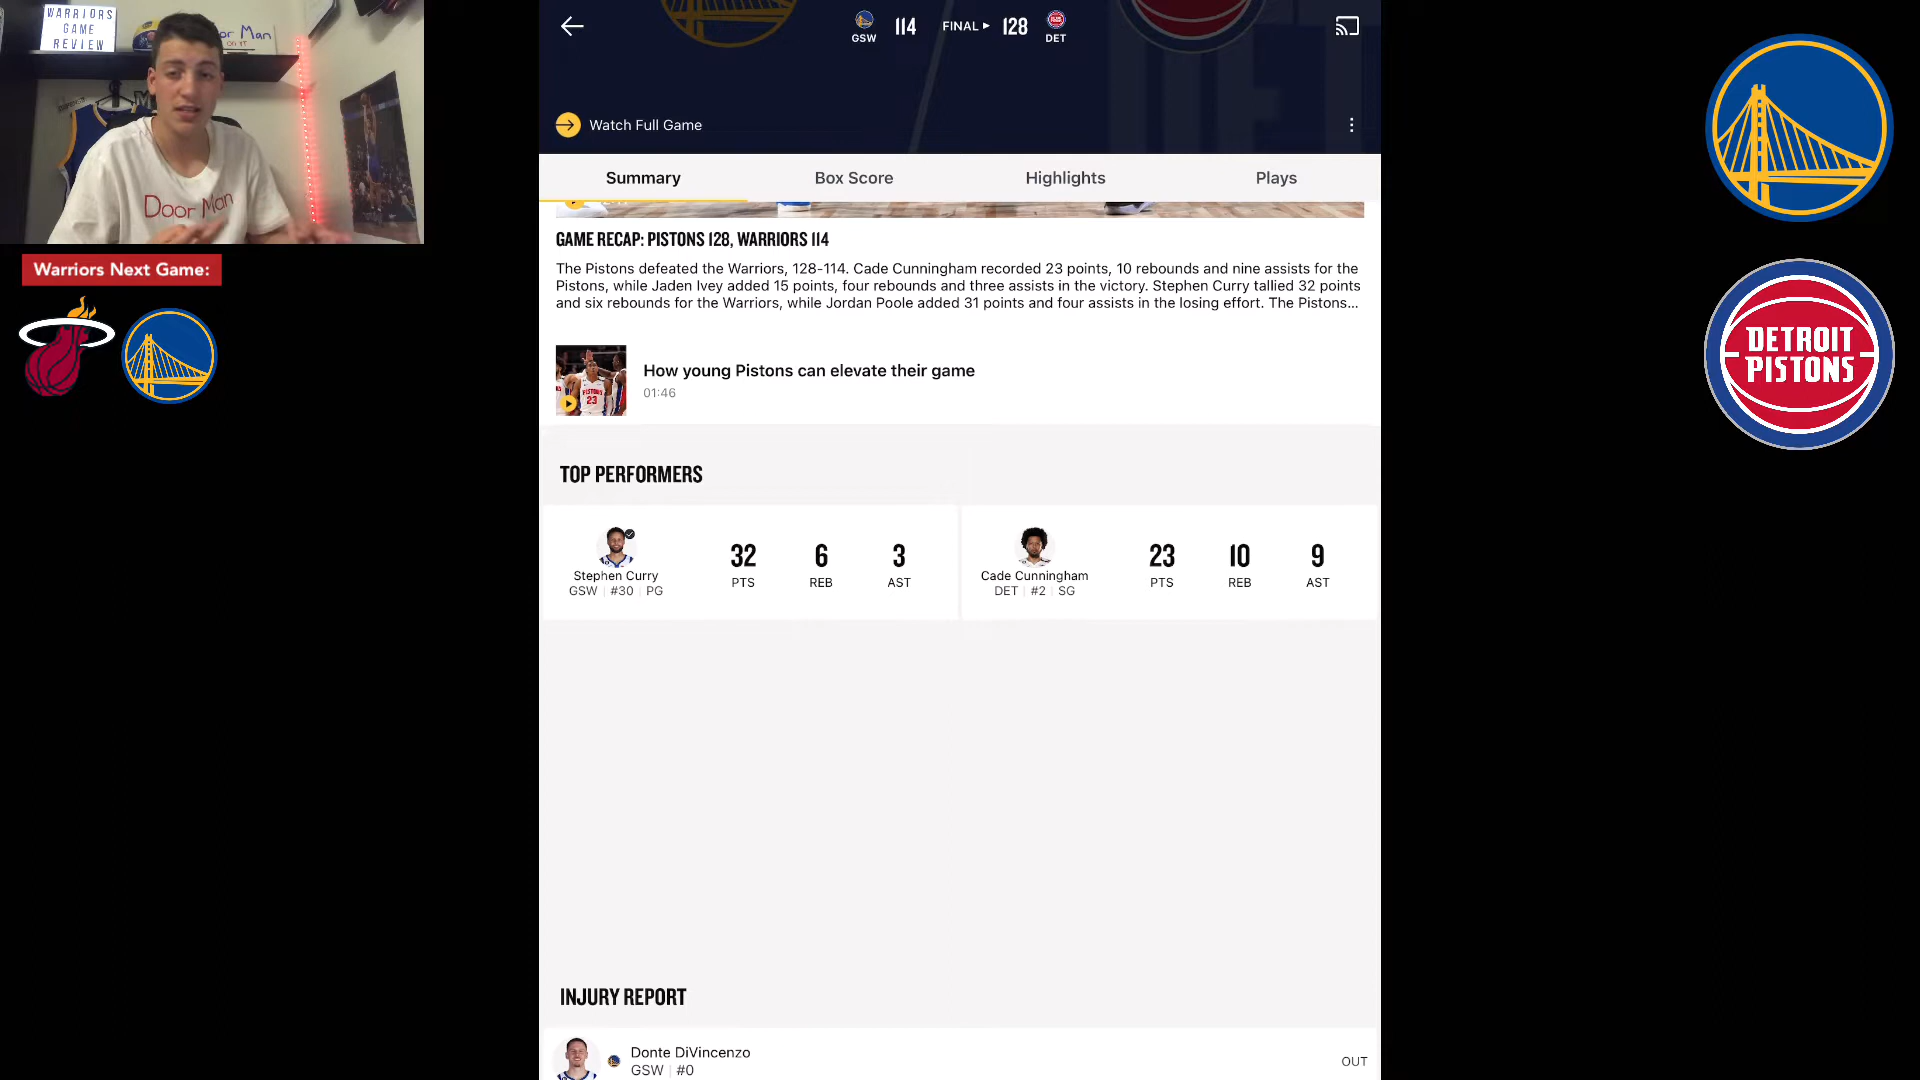 WARRIORS
GAME
REVIEW
or Man
on YT
Door Man
Warriors Next Game:
GSW
114
FINAL
128
DET
Watch Full Game
Summary
Box Score
Highlights
Plays
GAME RECAP: PISTONS 128, WARRIORS 114
The Pistons defeated the Warriors, 128-114. Cade Cunningham recorded 23 points, 10 rebounds and nine assists for the
Pistons, while Jaden Ivey added 15 points, four rebounds and three assists in the victory. Stephen Curry tallied 32 points
and six rebounds for the Warriors, while Jordan Poole added 31 points and four assists in the losing effort. The Pistons...
How young Pistons can elevate their game
01:46
PISTONS
23
TOP PERFORMERS
Stephen Curry
GSW | #30 | PG
32
PTS
6
REB
3
AST
Cade Cunningham
DET | #2 | SG
23
PTS
10
REB
9
AST
INJURY REPORT
Donte DiVincenzo
GSW | #0
OUT
DETROIT
PISTONS